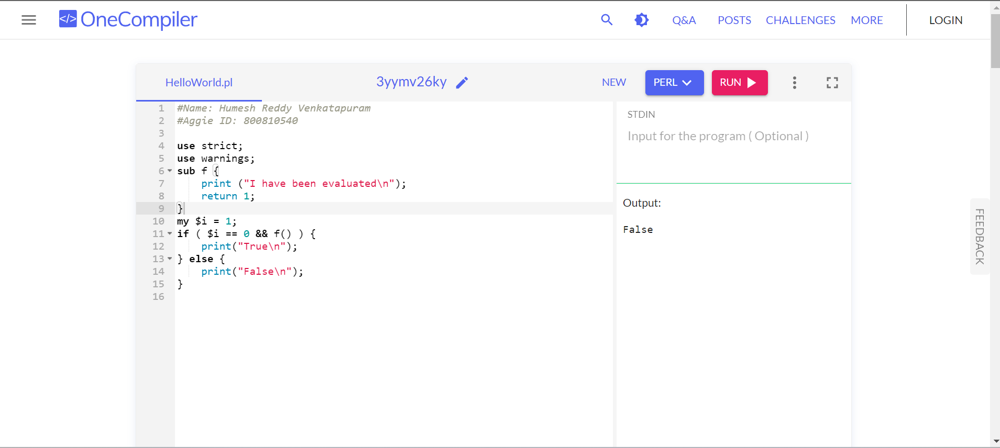 </> OneCompiler
Q&A POSTS CHALLENGES MORE LOGIN
HelloWorld.pl 3yymv26ky NEW PERL RUN
1 #Name: Humesh Reddy Venkatapuram
2 #Aggie ID: 800810540
3
4 use strict;
5 use warnings;
6 sub f {
7     print ("I have been evaluated\n");
8     return 1;
9 }
10 my $i = 1;
11 if ( $i == 0 && f() ) {
12     print("True\n");
13 } else {
14     print("False\n");
15 }
16
STDIN
Input for the program ( Optional )
Output:
False
FEEDBACK